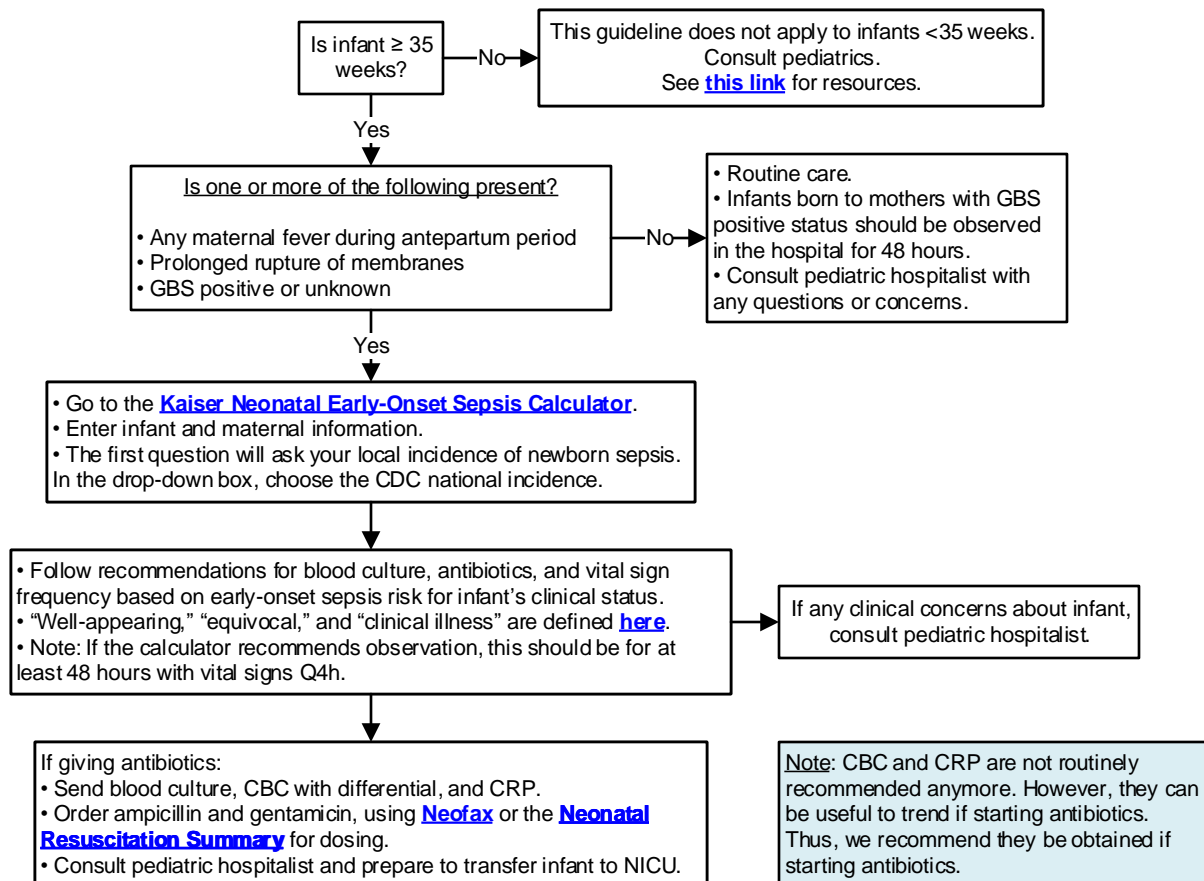 Is infant ≥ 35
weeks?
No
This guideline does not apply to infants <35 weeks.
Consult pediatrics.
See this link for resources.
Yes
Is one or more of the following present?
• Any maternal fever during antepartum period
• Prolonged rupture of membranes
• GBS positive or unknown
No
• Routine care.
• Infants born to mothers with GBS
positive status should be observed
in the hospital for 48 hours.
• Consult pediatric hospitalist with
any questions or concerns.
Yes
• Go to the Kaiser Neonatal Early-Onset Sepsis Calculator.
• Enter infant and maternal information.
• The first question will ask your local incidence of newborn sepsis.
In the drop-down box, choose the CDC national incidence.
• Follow recommendations for blood culture, antibiotics, and vital sign
frequency based on early-onset sepsis risk for infant's clinical status.
• “Well-appearing,” “equivocal,” and “clinical illness” are defined here.
• Note: If the calculator recommends observation, this should be for at
least 48 hours with vital signs Q4h.
If any clinical concerns about infant,
consult pediatric hospitalist.
If giving antibiotics:
• Send blood culture, CBC with differential, and CRP.
• Order ampicillin and gentamicin, using Neofax or the Neonatal
Resuscitation Summary for dosing.
• Consult pediatric hospitalist and prepare to transfer infant to NICU.
Note: CBC and CRP are not routinely
recommended anymore. However, they can
be useful to trend if starting antibiotics.
Thus, we recommend they be obtained if
starting antibiotics.